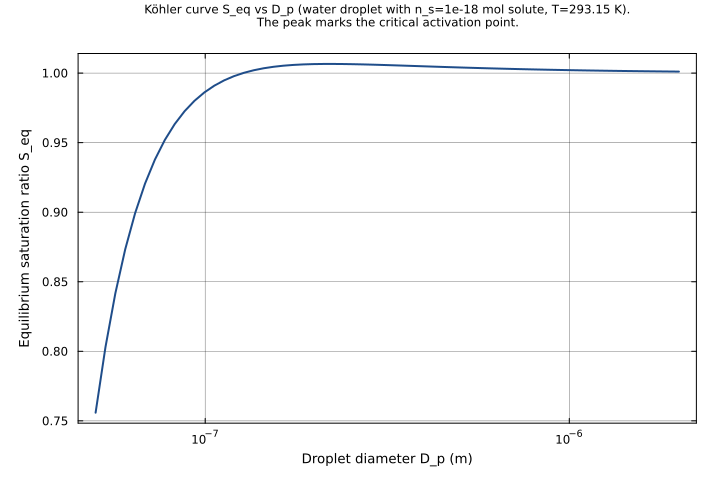 Köhler curve S_eq vs D_p (water droplet with n_s=1e-18 mol solute, T=293.15 K).
The peak marks the critical activation point.
1.00
0.95
0.90
0.85
0.80
0.75
Equilibrium saturation ratio S_eq
10⁻⁷
10⁻⁶
Droplet diameter D_p (m)